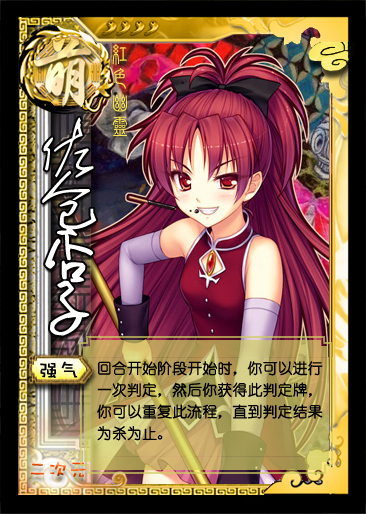 萌
紅色幽靈
佐仓杏子
强气
回合开始阶段开始时，你可以进行
一次判定，然后你获得此判定牌，
你可以重复此流程，直到判定结果
为杀为止。
二次元